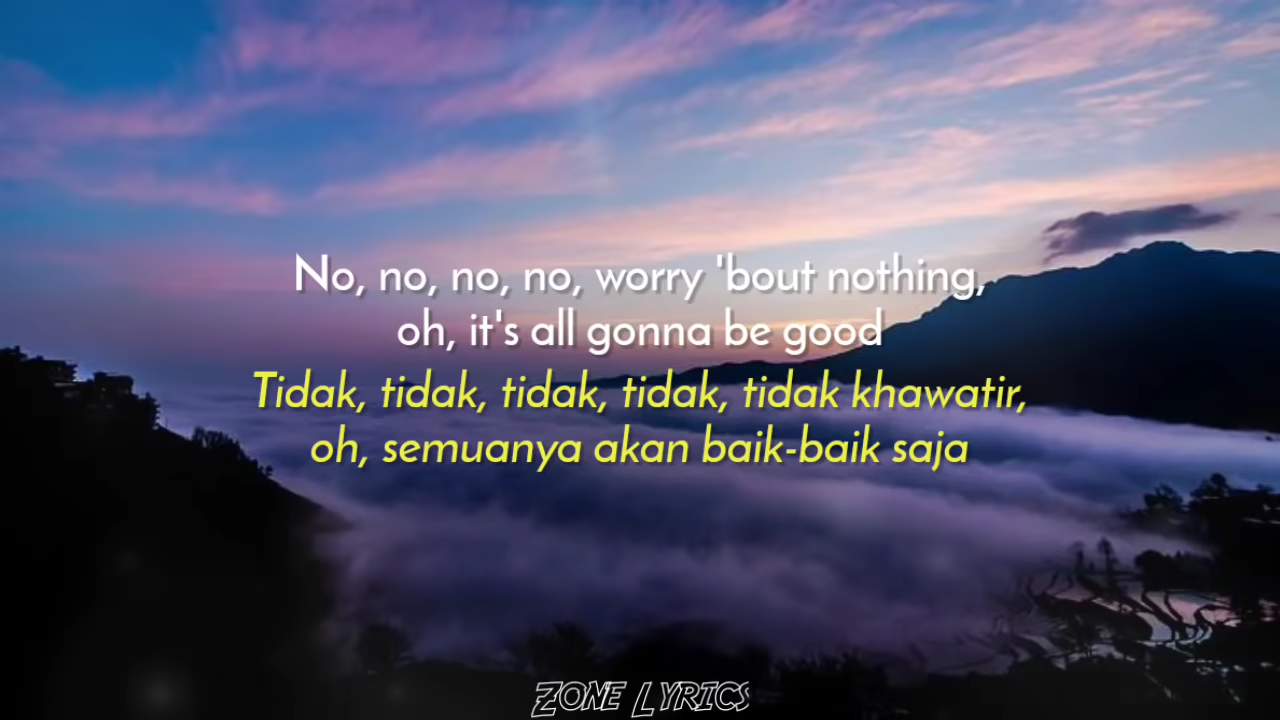 No, no, no, no, worry 'bout nothing,
oh, it's all gonna be good
Tidak, tidak, tidak, tidak, tidak khawatir,
oh, semuanya akan baik-baik saja
ZONE LYRICS